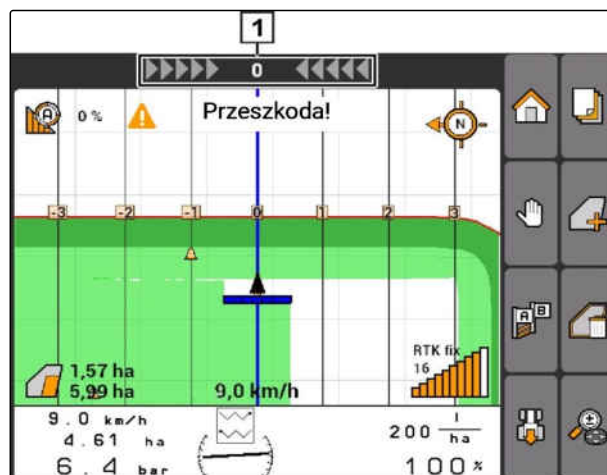 1
0
A 0 % Przeszkoda! N
-3 -2 -1 0 1 2 3
A B
RTK fix
16
1,57 ha
5,99 ha 9,0 km/h
9.0 km/h
4.61 ha
6.4 bar
200 l/ha
100 %